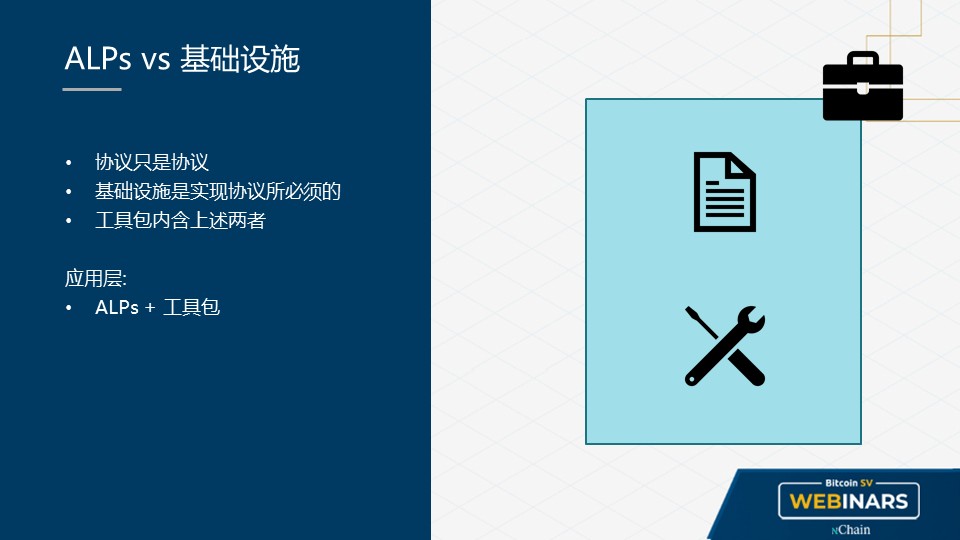 ALPs vs 基础设施
• 协议只是协议
• 基础设施是实现协议所必须的
• 工具包内含上述两者
应用层:
• ALPs + 工具包
Bitcoin SV
WEBINARS
nChain